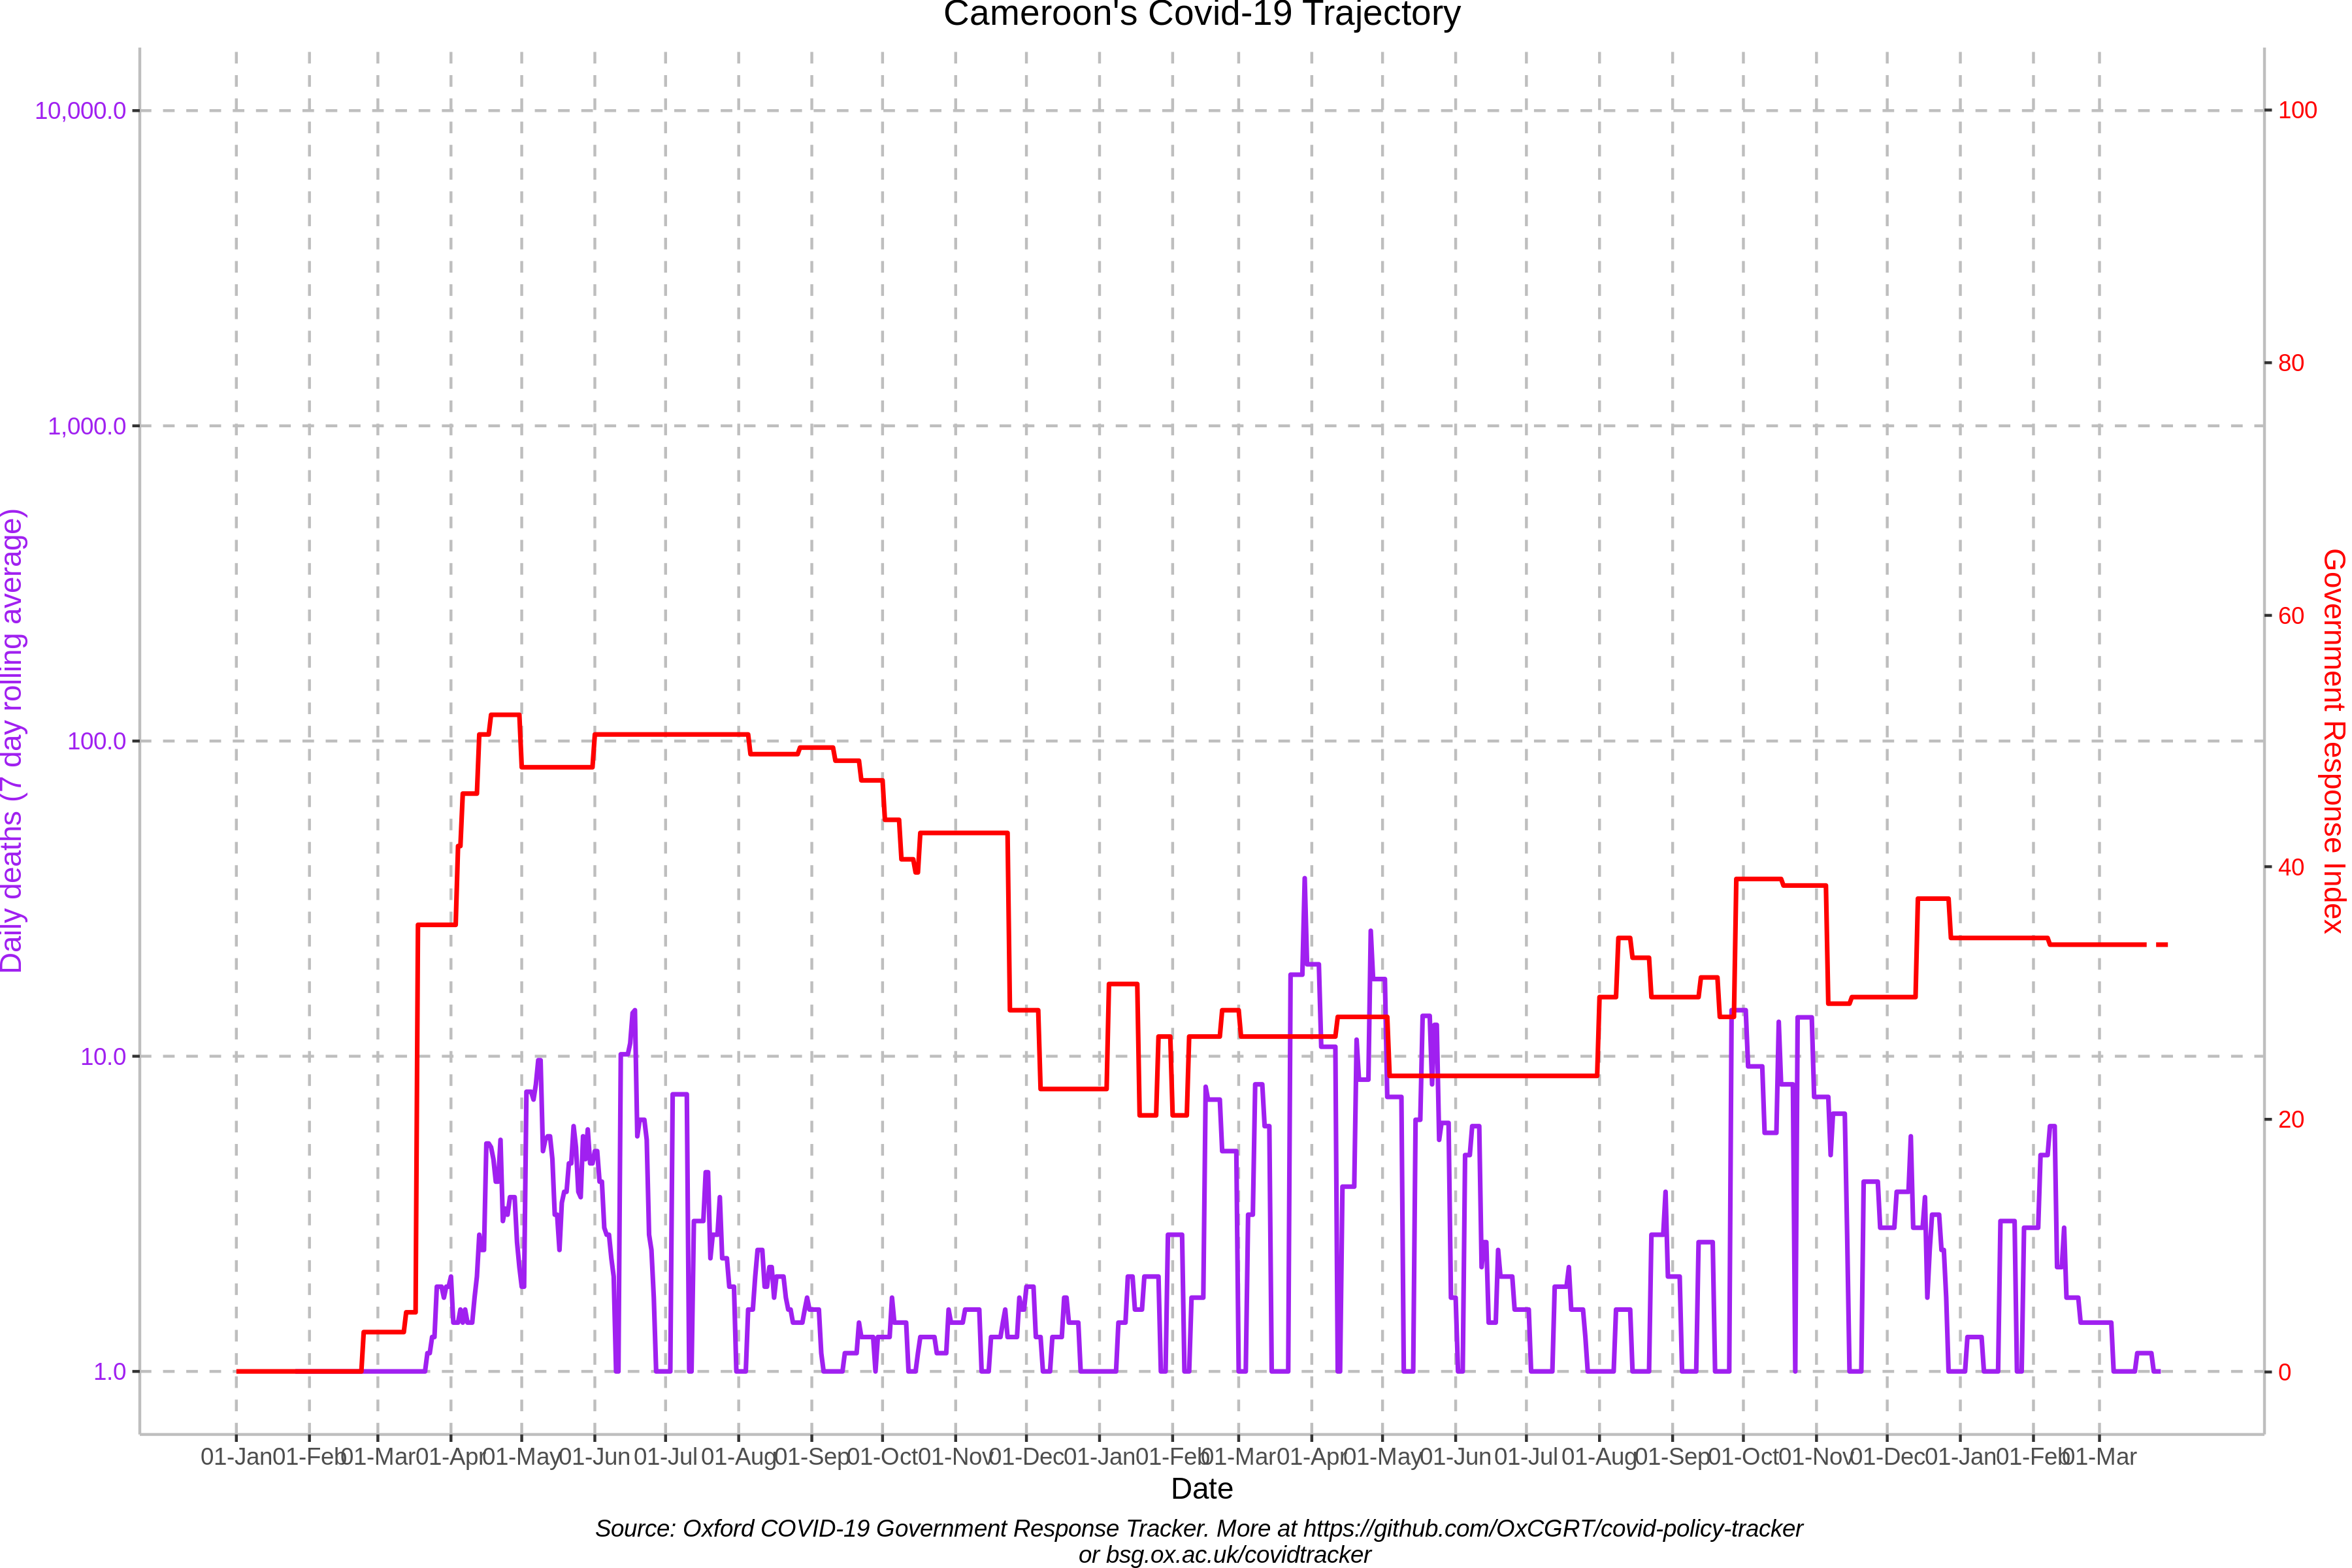 Cameroon's Covid-19 Trajectory
10,000.0
1,000.0
100.0
10.0
1.0
Daily deaths (7 day rolling average)
100
80
60
40
20
0
Government Response Index
01-Jan 01-Feb 01-Mar 01-Apr 01-May 01-Jun 01-Jul 01-Aug 01-Sep 01-Oct 01-Nov 01-Dec 01-Jan 01-Feb 01-Mar 01-Apr 01-May 01-Jun 01-Jul 01-Aug 01-Sep 01-Oct 01-Nov 01-Dec 01-Jan 01-Feb 01-Mar
Date
Source: Oxford COVID-19 Government Response Tracker. More at https://github.com/OxCGRT/covid-policy-tracker
or bsg.ox.ac.uk/covidtracker